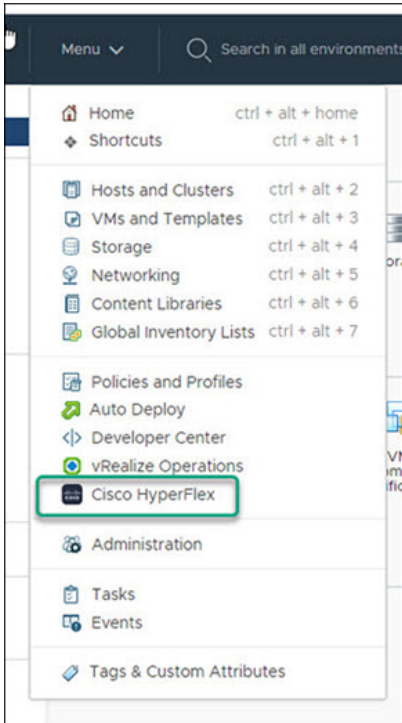 Menu
Search in all environments
Home ctrl + alt + home
Shortcuts ctrl + alt + 1
Hosts and Clusters ctrl + alt + 2
VMs and Templates ctrl + alt + 3
Storage ctrl + alt + 4
Networking ctrl + alt + 5
Content Libraries ctrl + alt + 6
Global Inventory Lists ctrl + alt + 7
Policies and Profiles
Auto Deploy
Developer Center
vRealize Operations
Cisco HyperFlex
Administration
Tasks
Events
Tags & Custom Attributes